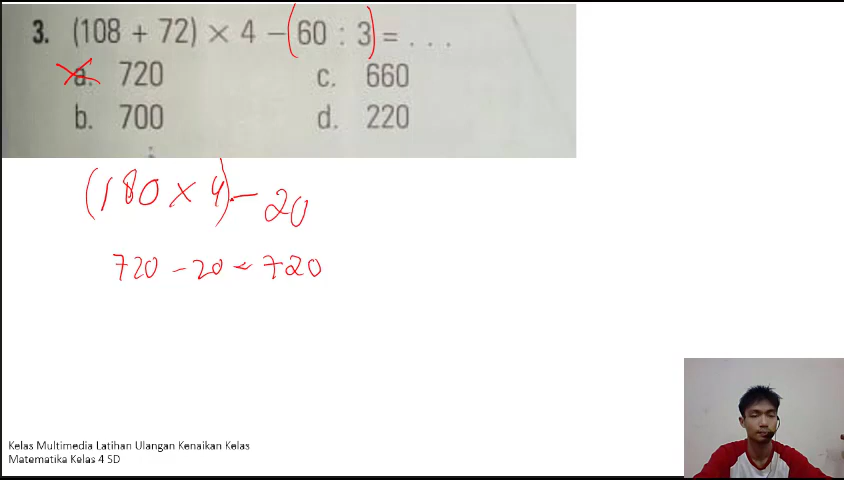 3. (108 + 72) × 4 − (60 : 3) = . . .
a. 720
c. 660
b. 700
d. 220
(180 × 4) - 20
720 - 20 = 720
Kelas Multimedia Latihan Ulangan Kenaikan Kelas
Matematika Kelas 4 SD